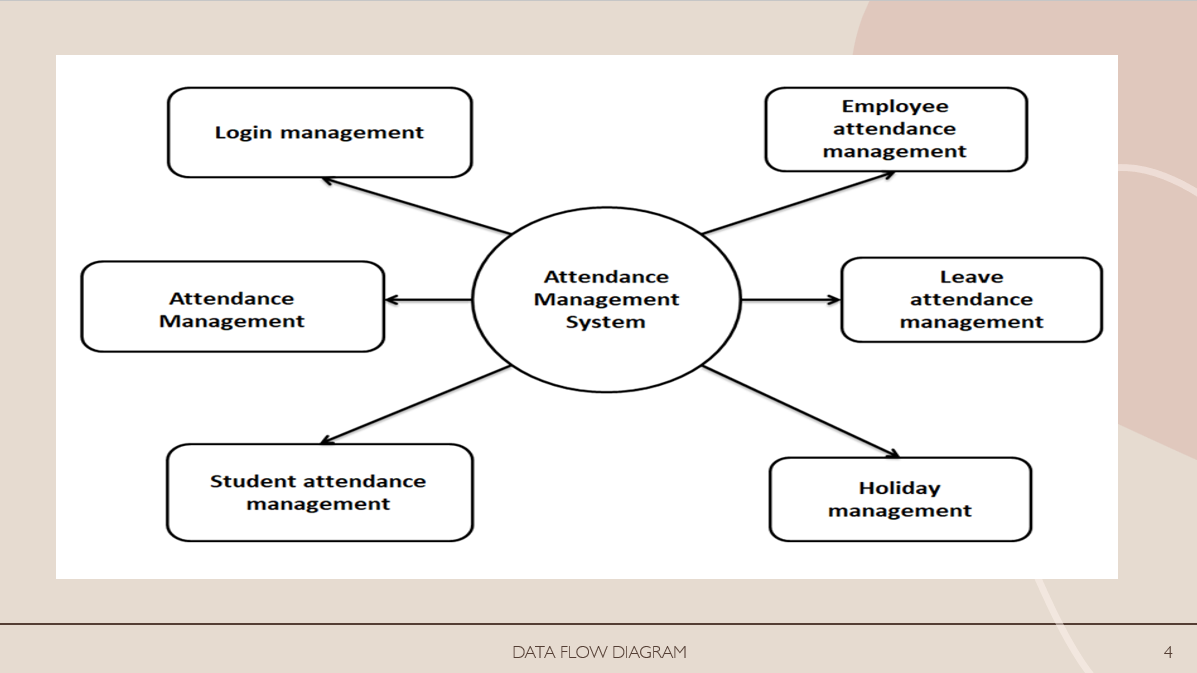 Login management
Employee
attendance
management
Attendance
Management
Attendance
Management
System
Leave
attendance
management
Student attendance
management
Holiday
management
DATA FLOW DIAGRAM
4